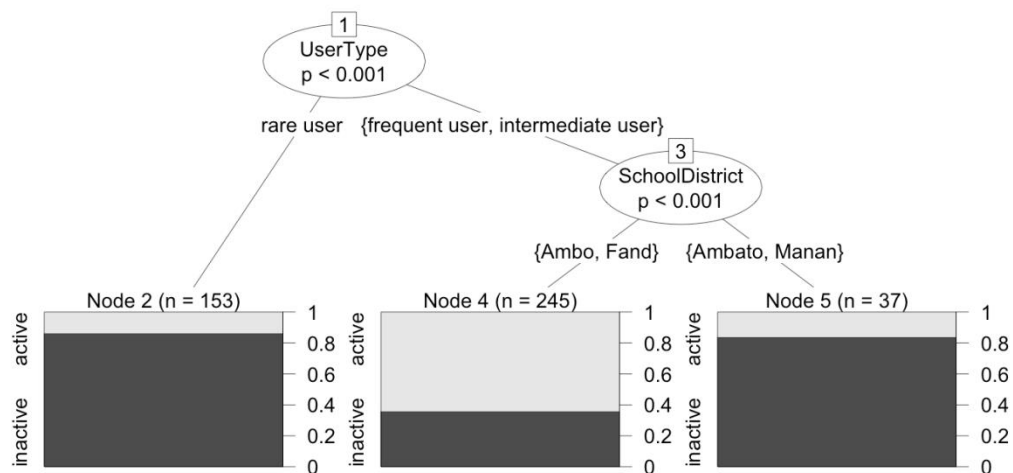 1
UserType
p < 0.001
rare user
{frequent user, intermediate user}
3
SchoolDistrict
p < 0.001
{Ambo, Fand}
{Ambato, Manan}
Node 2 (n = 153)
active
inactive
1
0.8
0.6
0.4
0.2
0
Node 4 (n = 245)
active
inactive
1
0.8
0.6
0.4
0.2
0
Node 5 (n = 37)
active
inactive
1
0.8
0.6
0.4
0.2
0